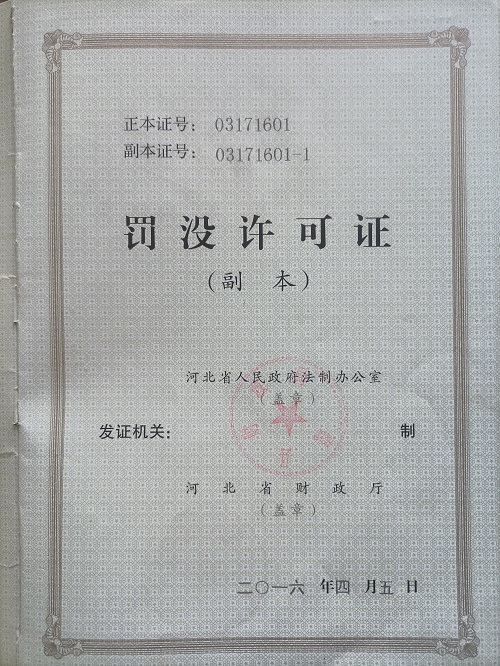 正本证号：03171601
副本证号：03171601-1
罚没许可证
（副 本）
河北省人民政府法制办公室
（盖章）
发证机关： 制
河北省财政厅
（盖章）
二〇一六 年四 月五 日